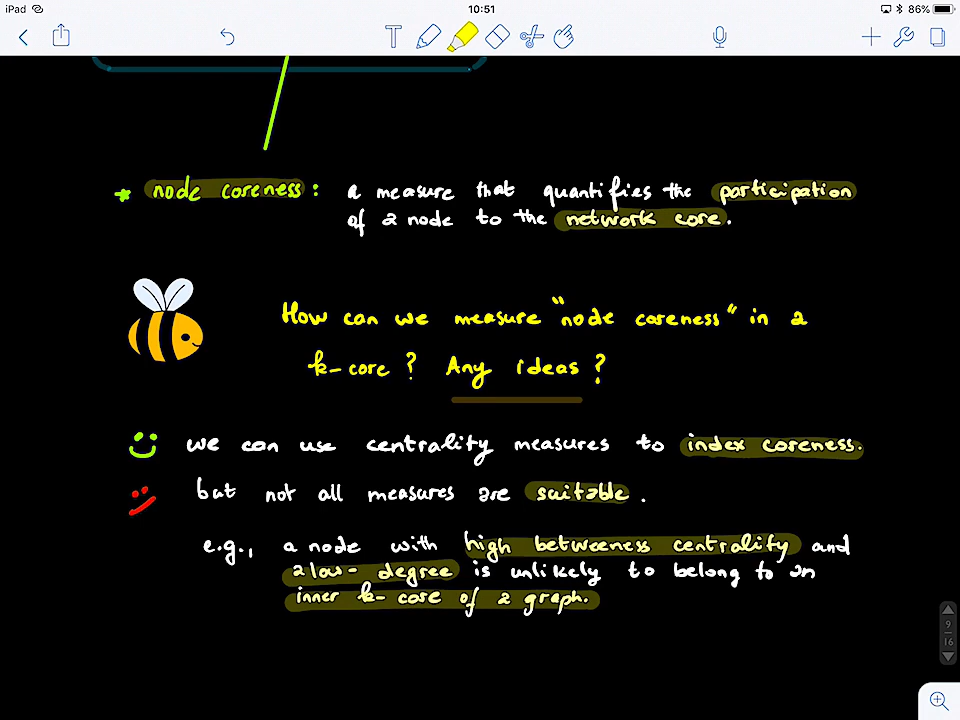 iPad
10:51
86%
* node coreness: a measure that quantifies the participation
of a node to the network core.
How can we measure "node coreness" in a
k-core? Any ideas?
we can use centrality measures to index coreness.
but not all measures are suitable.
e.g., a node with high betweeness centrality and
a low-degree is unlikely to belong to an
inner k-core of a graph.
9
16